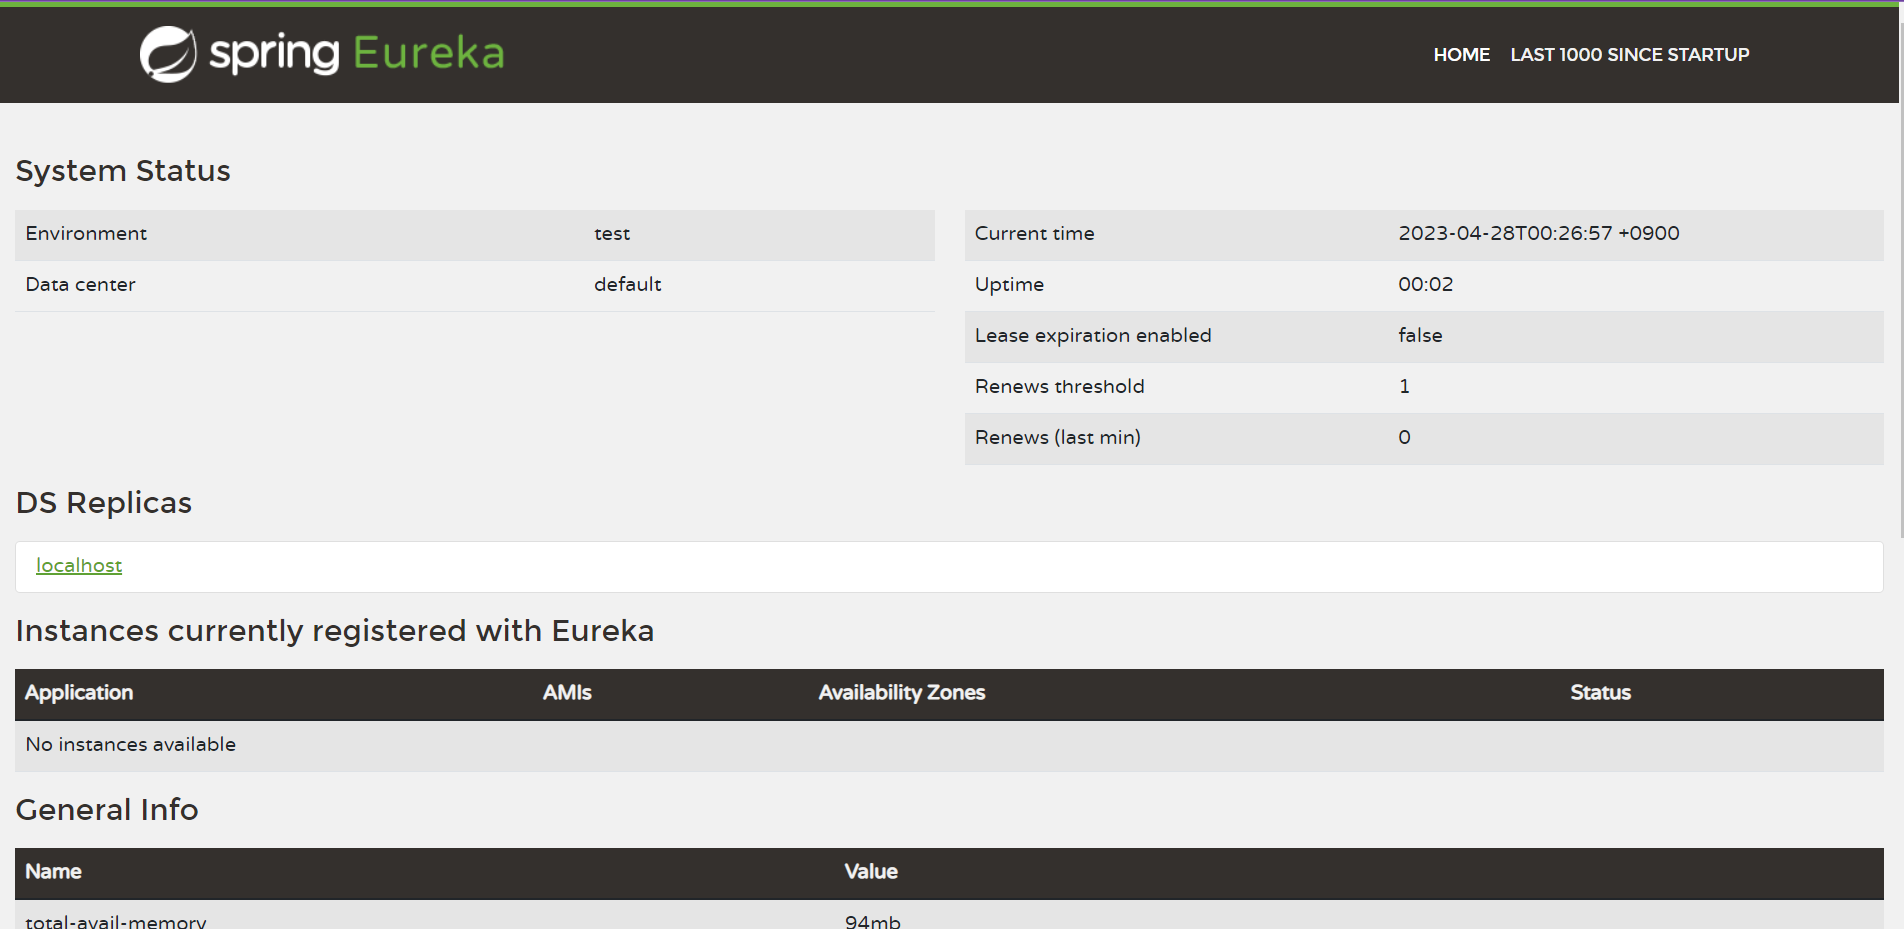 spring Eureka
HOME LAST 1000 SINCE STARTUP
System Status
Environment test
Data center default
Current time 2023-04-28T00:26:57 +0900
Uptime 00:02
Lease expiration enabled false
Renews threshold 1
Renews (last min) 0
DS Replicas
localhost
Instances currently registered with Eureka
Application AMIs Availability Zones Status
No instances available
General Info
Name Value
total-avail-memory 94mb